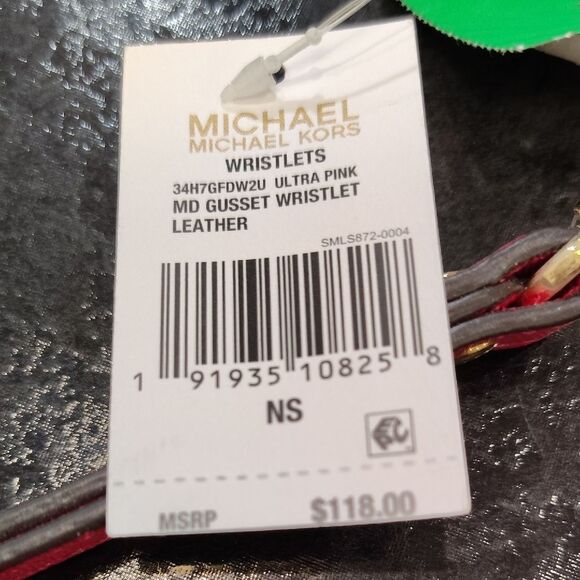 MICHAEL
MICHAEL KORS
WRISTLETS
34H7GFDW2U ULTRA PINK
MD GUSSET WRISTLET
LEATHER
SMLS872-0004
1 91935 10825 8
NS
MSRP $118.00